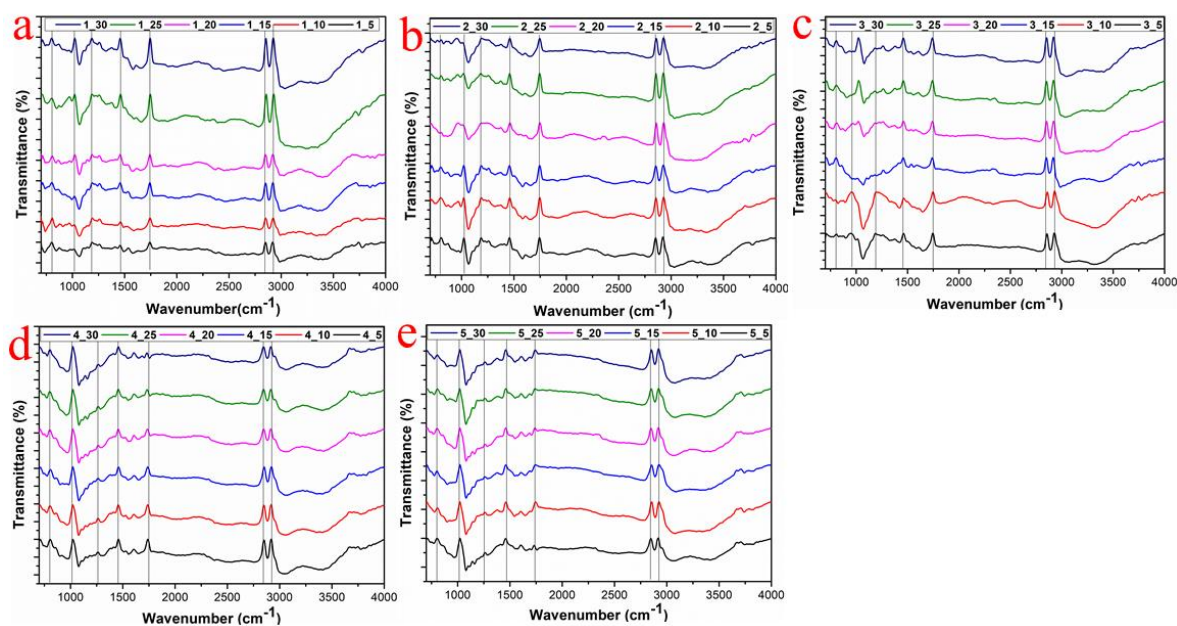 a
1_30 1_25 1_20 1_15 1_10 1_5
Transmittance (%)
1000 1500 2000 2500 3000 3500 4000
Wavenumber(cm⁻¹)
b
2_30 2_25 2_20 2_15 2_10 2_5
Transmittance (%)
1000 1500 2000 2500 3000 3500 4000
Wavenumber (cm⁻¹)
c
3_30 3_25 3_20 3_15 3_10 3_5
Transmittance (%)
1000 1500 2000 2500 3000 3500 4000
Wavenumber (cm⁻¹)
d
4_30 4_25 4_20 4_15 4_10 4_5
Transmittance (%)
1000 1500 2000 2500 3000 3500 4000
Wavenumber (cm⁻¹)
e
5_30 5_25 5_20 5_15 5_10 5_5
Transmittance (%)
1000 1500 2000 2500 3000 3500 4000
Wavenumber (cm⁻¹)